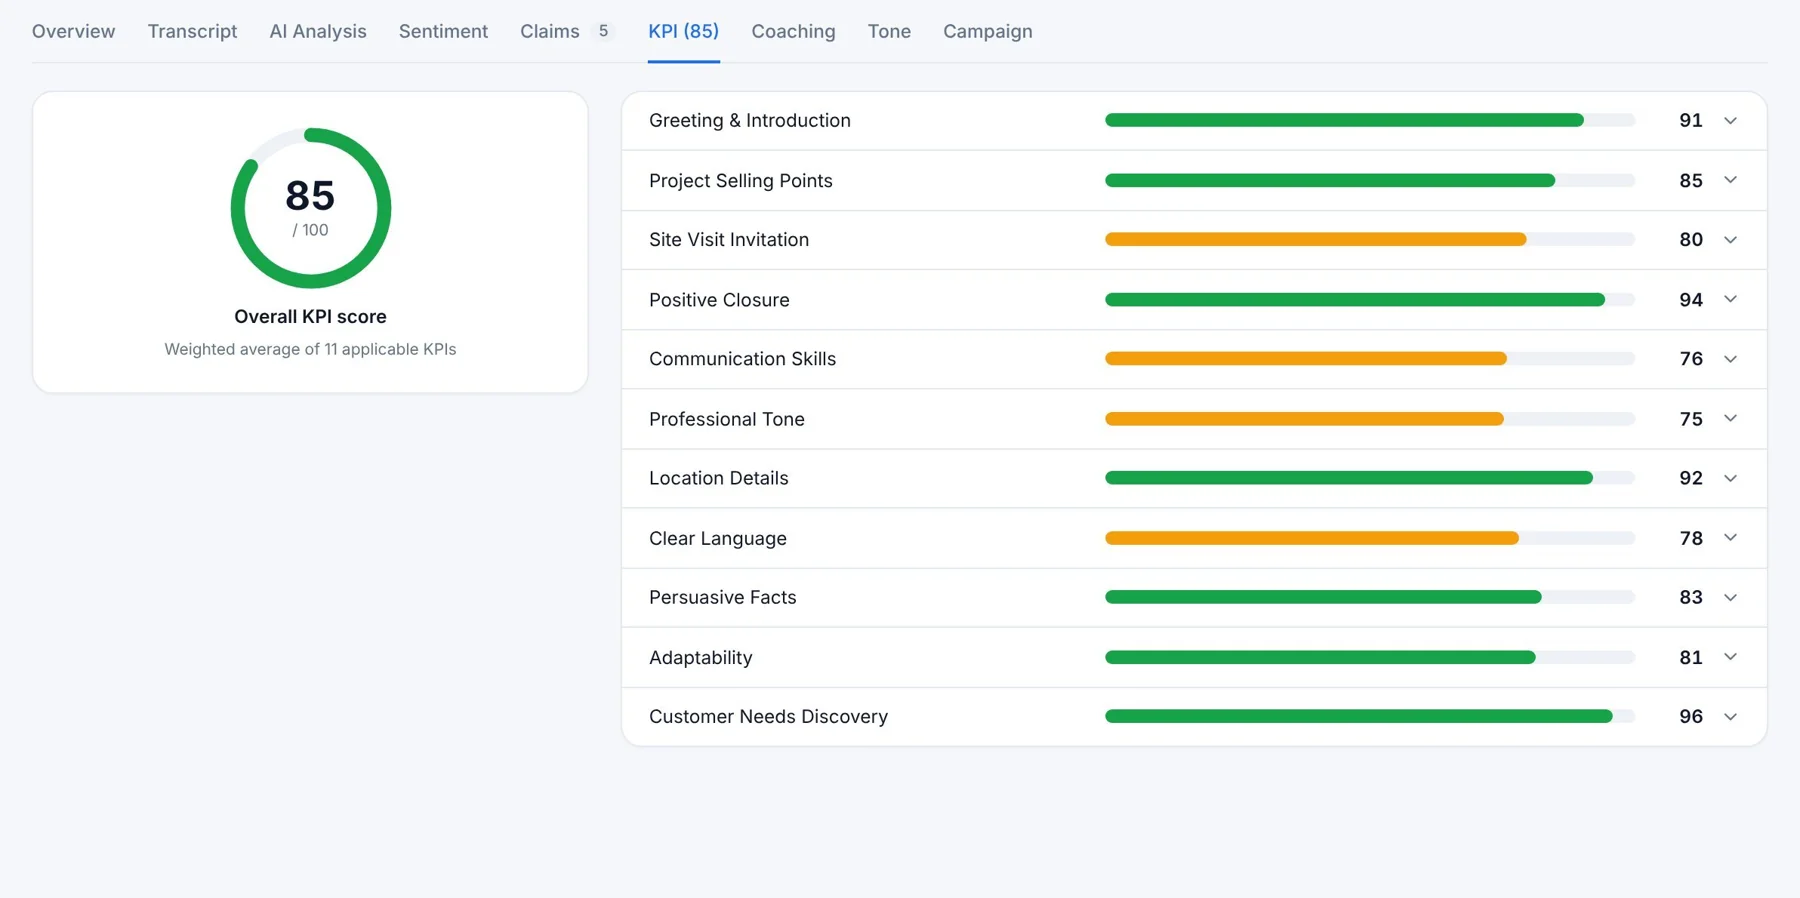 Overview Transcript AI Analysis Sentiment Claims 5 KPI (85) Coaching Tone Campaign
85
/ 100
Overall KPI score
Weighted average of 11 applicable KPIs
Greeting & Introduction 91
Project Selling Points 85
Site Visit Invitation 80
Positive Closure 94
Communication Skills 76
Professional Tone 75
Location Details 92
Clear Language 78
Persuasive Facts 83
Adaptability 81
Customer Needs Discovery 96